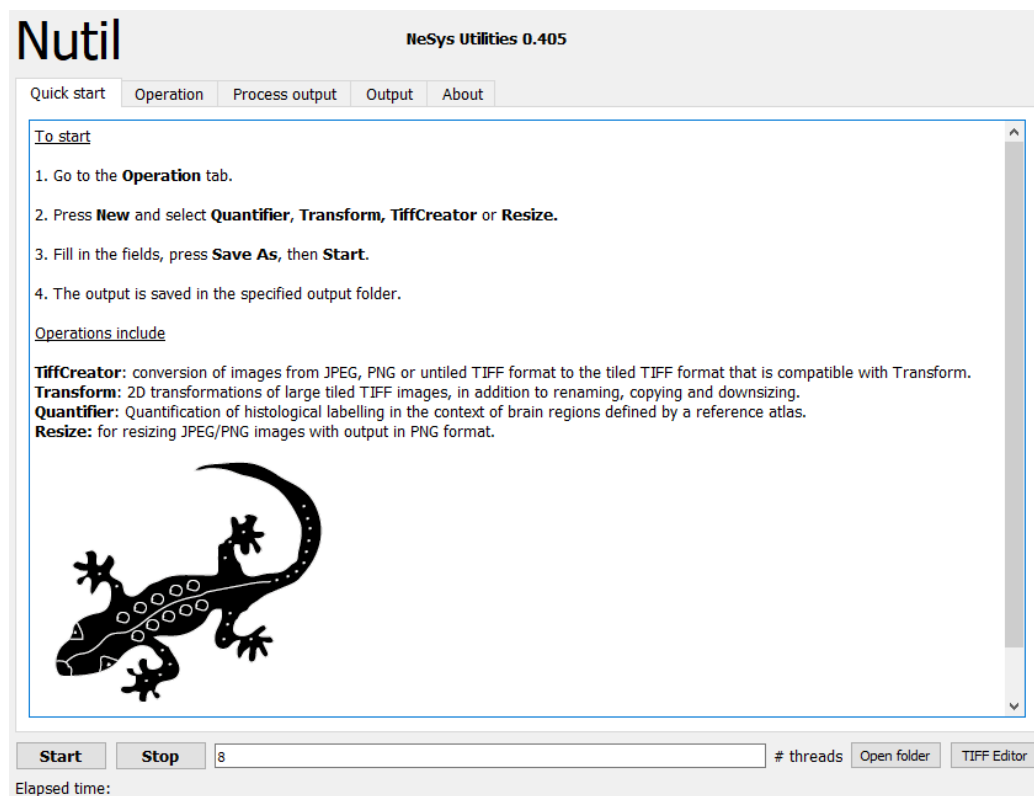 Nutil
NeSys Utilities 0.405
Quick start Operation Process output Output About
To start
1. Go to the Operation tab.
2. Press New and select Quantifier, Transform, TiffCreator or Resize.
3. Fill in the fields, press Save As, then Start.
4. The output is saved in the specified output folder.
Operations include
TiffCreator: conversion of images from JPEG, PNG or untiled TIFF format to the tiled TIFF format that is compatible with Transform.
Transform: 2D transformations of large tiled TIFF images, in addition to renaming, copying and downsizing.
Quantifier: Quantification of histological labelling in the context of brain regions defined by a reference atlas.
Resize: for resizing JPEG/PNG images with output in PNG format.
Start Stop 8 # threads Open folder TIFF Editor
Elapsed time: